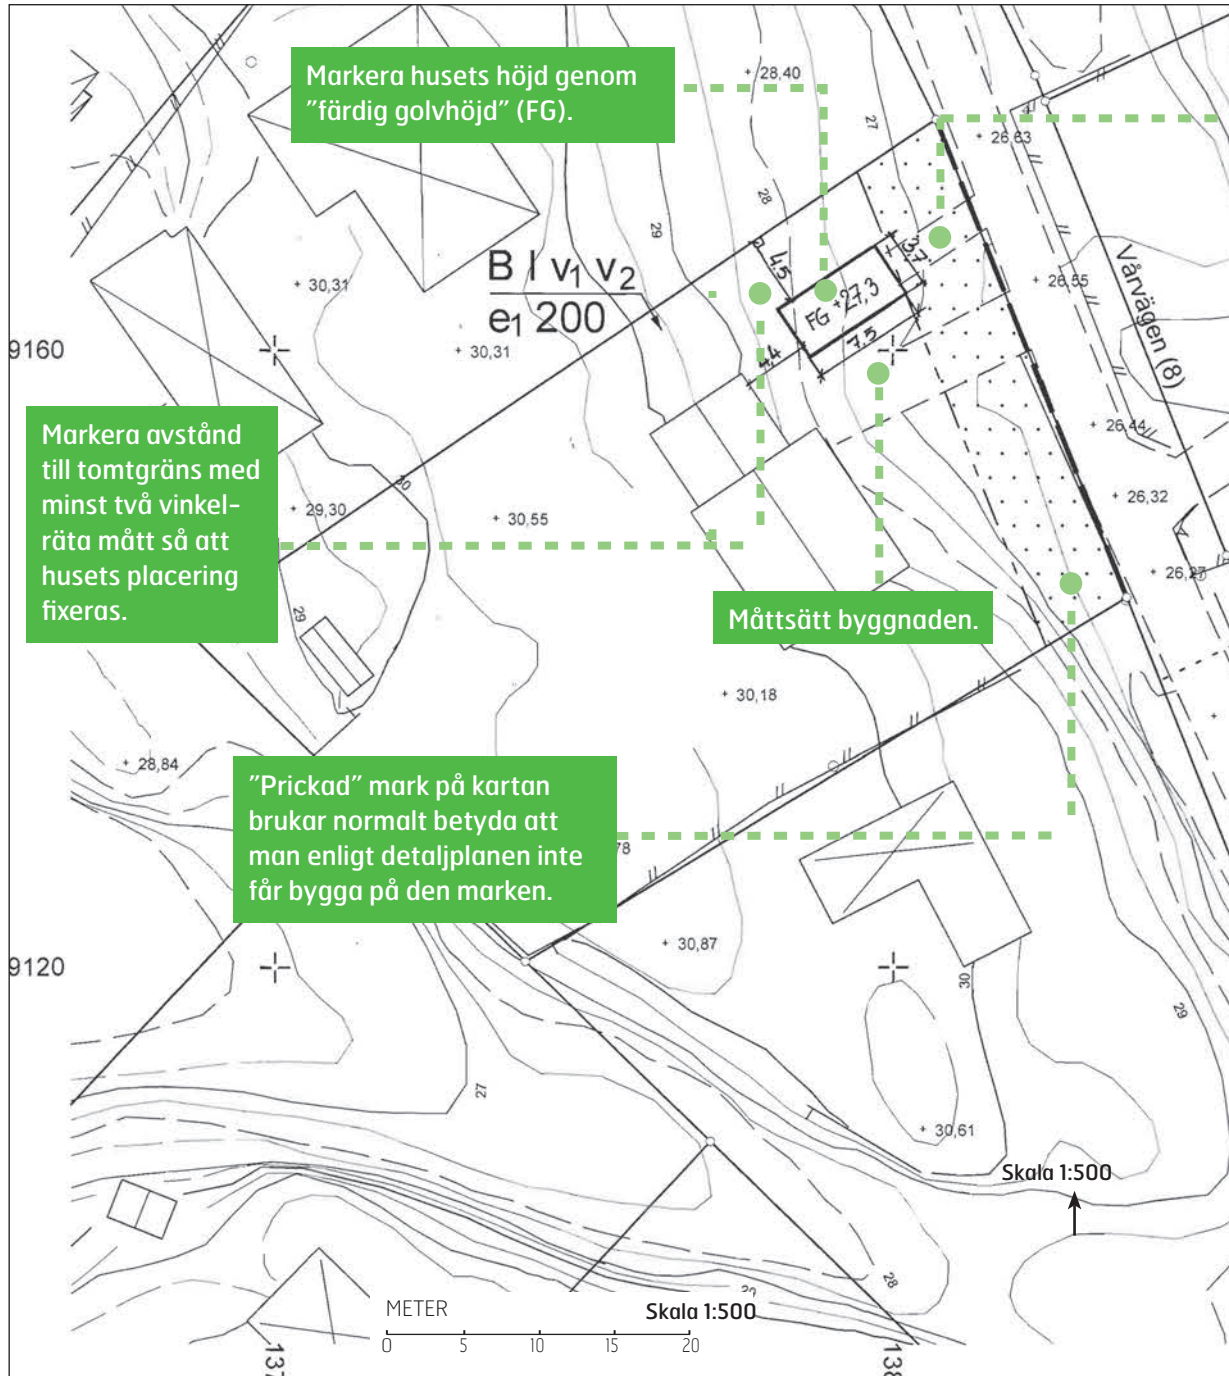 Markera husets höjd genom
”färdig golvhöjd” (FG).
28,40
27
26,63
4
28
29
B I v1 v2
e1 200
30,31
30,31
4,5
3,7
FG +27,3
7,5
4,4
26,55
Vårvägen (8)
9160
Markera avstånd
till tomtgräns med
minst två vinkel-
räta mått så att
husets placering
fixeras.
30
29,30
30,55
26,44
26,32
26,27
29
Måttsätt byggnaden.
30,18
28,84
”Prickad” mark på kartan
brukar normalt betyda att
man enligt detaljplanen inte
får bygga på den marken.
78
30,87
9120
30
29
27
30,61
Skala 1:500
28
METER
Skala 1:500
0 5 10 15 20
137
138